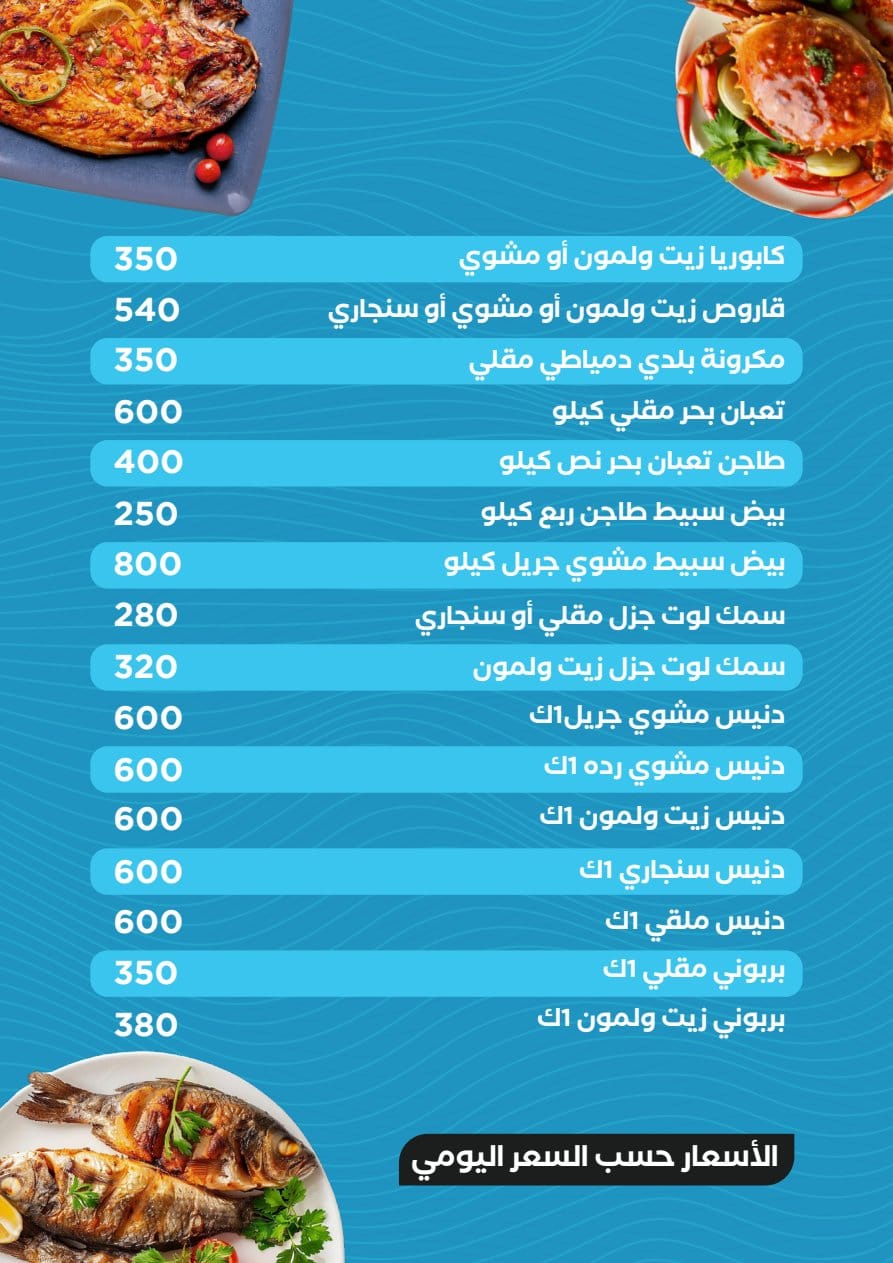 كابوريا زيت ولمون أو مشوي 350
قاروص زيت ولمون أو مشوي أو سنجاري 540
مكرونة بلدي دمياطي مقلي 350
تعبان بحر مقلي كيلو 600
طاجن تعبان بحر نص كيلو 400
بيض سبيط طاجن ربع كيلو 250
بيض سبيط مشوي جريل كيلو 800
سمك لوت جزل مقلي أو سنجاري 280
سمك لوت جزل زيت ولمون 320
دنيس مشوي جريل1ك 600
دنيس مشوي رده 1ك 600
دنيس زيت ولمون 1ك 600
دنيس سنجاري 1ك 600
دنيس ملقي 1ك 600
بربوني مقلي 1ك 350
بربوني زيت ولمون 1ك 380
الأسعار حسب السعر اليومي